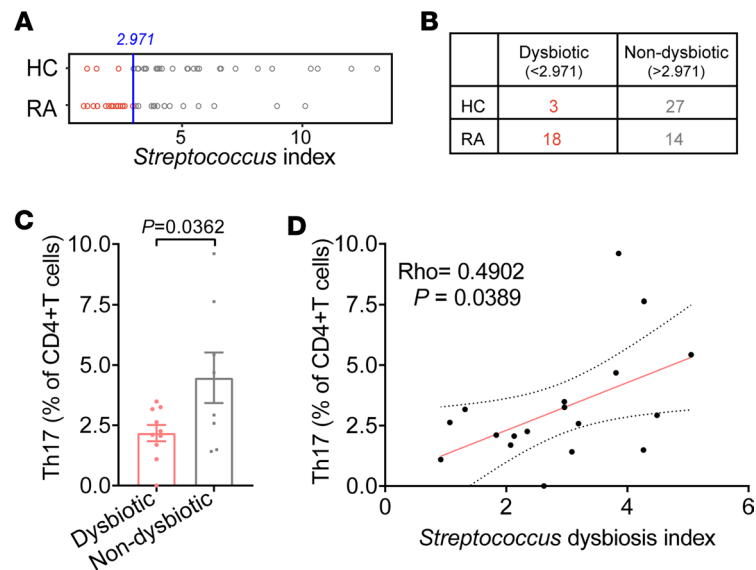 A
2.971
HC
RA
5
10
Streptococcus index
B
Dysbiotic
(<2.971)
Non-dysbiotic
(>2.971)
HC
3
27
RA
18
14
C
P=0.0362
Th17 (% of CD4+T cells)
10.0
7.5
5.0
2.5
0.0
Dysbiotic
Non-dysbiotic
D
Rho= 0.4902
P = 0.0389
Th17 (% of CD4+T cells)
10.0
7.5
5.0
2.5
0.0
0
2
4
6
Streptococcus dysbiosis index